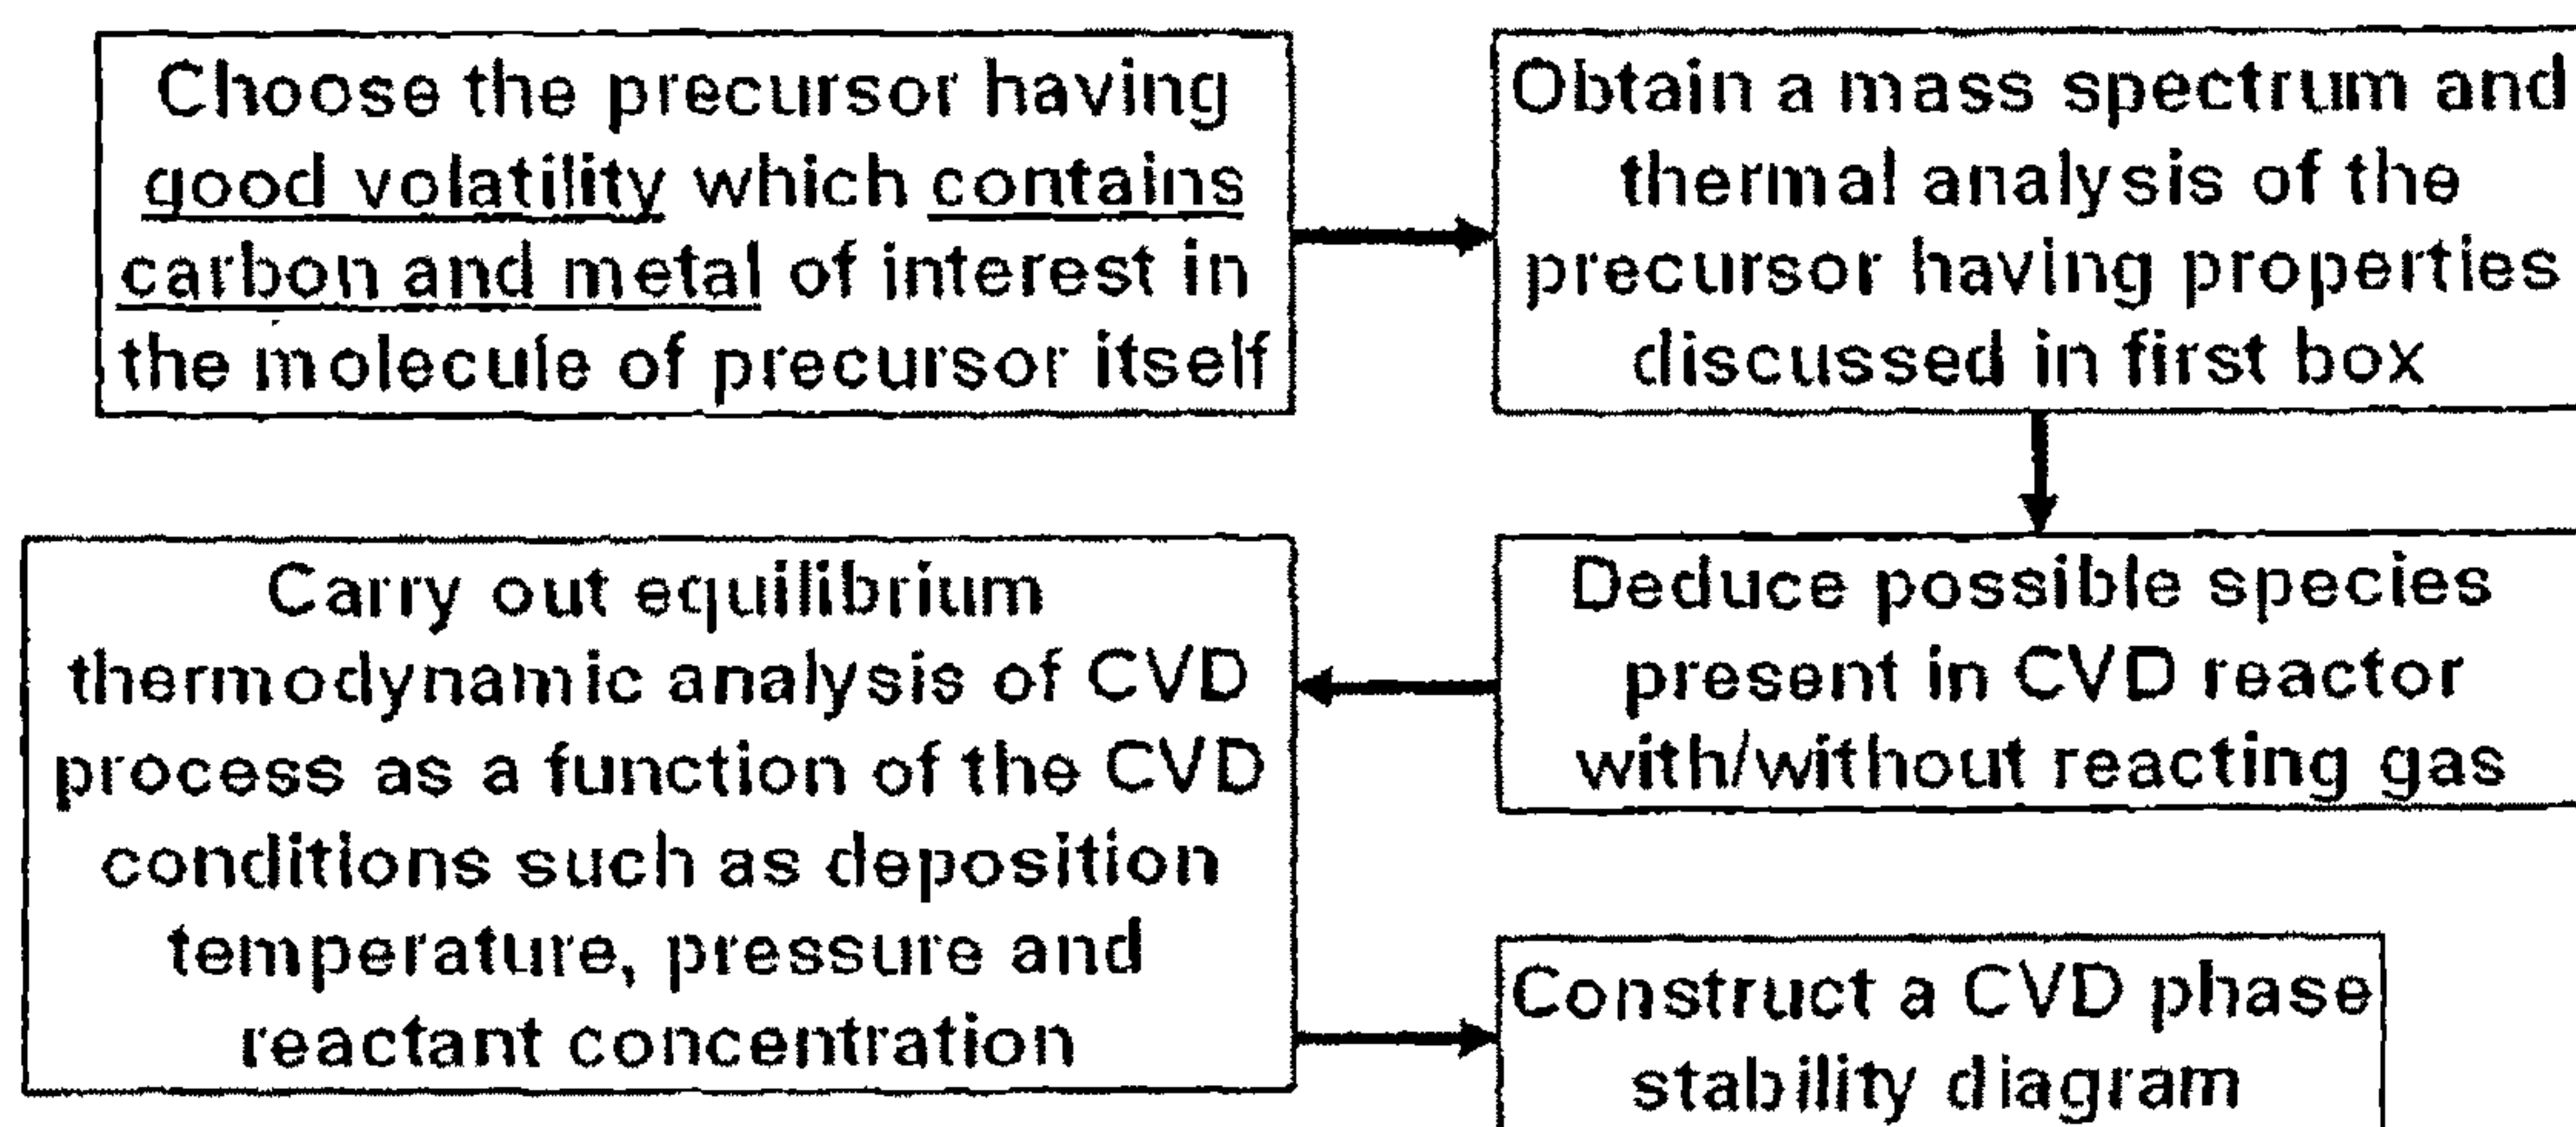 Choose the precursor having
good volatility which contains
carbon and metal of interest in
the molecule of precursor itself
Obtain a mass spectrum and
thermal analysis of the
precursor having properties
discussed in first box
Deduce possible species
present in CVD reactor
with/without reacting gas
Carry out equilibrium
thermodynamic analysis of CVD
process as a function of the CVD
conditions such as deposition
temperature, pressure and
reactant concentration
Construct a CVD phase
stability diagram